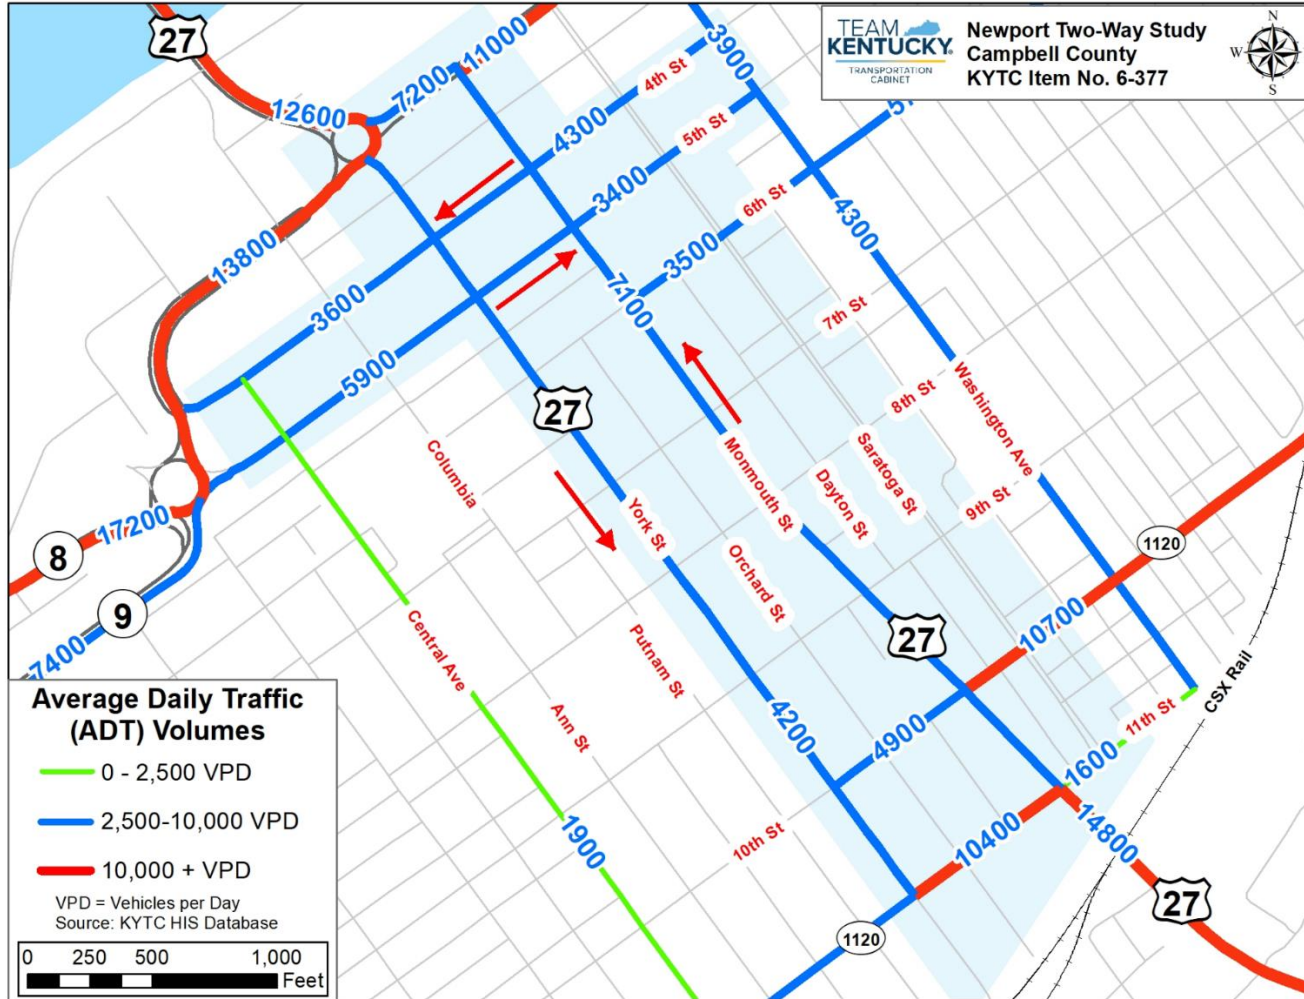 TEAM
KENTUCKY
TRANSPORTATION
CABINET
Newport Two-Way Study
Campbell County
KYTC Item No. 6-377
N
W
E
S
27
12600
7200
11000
3900
4th St
4300
5th St
3400
6th St
3500
4300
13800
3600
5900
7100
7th St
27
8th St
Washington Ave
Columbia
York St
Monmouth St
Dayton St
Saratoga St
9th St
Orchard St
1120
8
17200
9
7400
Central Ave
Putnam St
Ann St
27
10700
CSX Rail
11th St
4200
4900
1600
10400
14800
10th St
1900
27
1120
Average Daily Traffic
(ADT) Volumes
0 - 2,500 VPD
2,500-10,000 VPD
10,000 + VPD
VPD = Vehicles per Day
Source: KYTC HIS Database
0 250 500 1,000
Feet